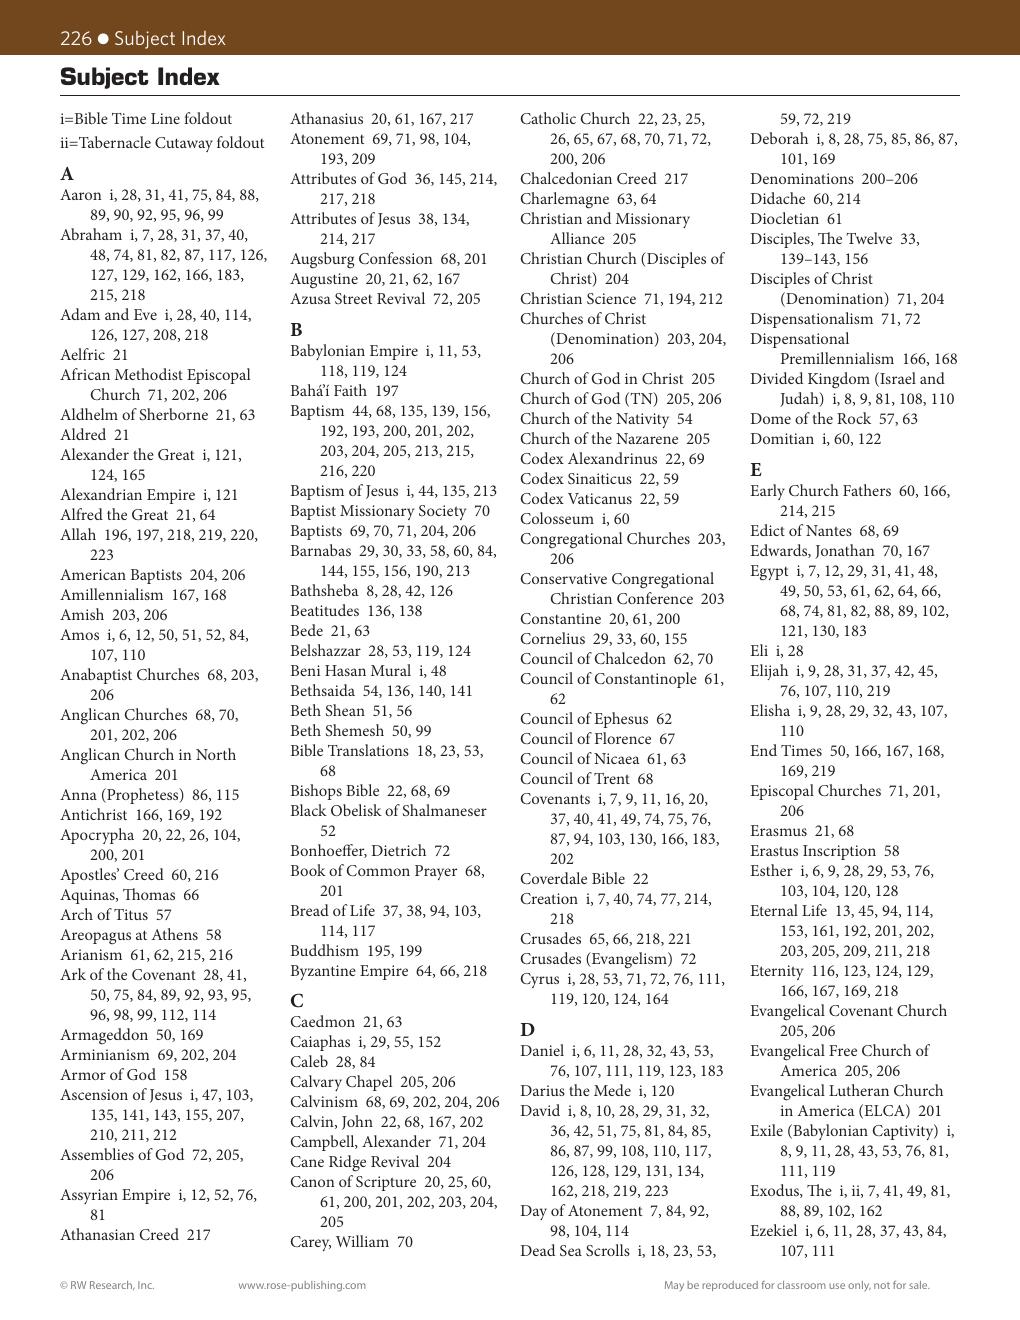 226 ● Subject Index
Subject Index
i=Bible Time Line foldout
ii=Tabernacle Cutaway foldout
A
Aaron i, 28, 31, 41, 75, 84, 88,
89, 90, 92, 95, 96, 99
Abraham i, 7, 28, 31, 37, 40,
48, 74, 81, 82, 87, 117, 126,
127, 129, 162, 166, 183,
215, 218
Adam and Eve i, 28, 40, 114,
126, 127, 208, 218
Aelfric 21
African Methodist Episcopal
Church 71, 202, 206
Aldhelm of Sherborne 21, 63
Aldred 21
Alexander the Great i, 121,
124, 165
Alexandrian Empire i, 121
Alfred the Great 21, 64
Allah 196, 197, 218, 219, 220,
223
American Baptists 204, 206
Amillennialism 167, 168
Amish 203, 206
Amos i, 6, 12, 50, 51, 52, 84,
107, 110
Anabaptist Churches 68, 203,
206
Anglican Churches 68, 70,
201, 202, 206
Anglican Church in North
America 201
Anna (Prophetess) 86, 115
Antichrist 166, 169, 192
Apocrypha 20, 22, 26, 104,
200, 201
Apostles’ Creed 60, 216
Aquinas, Thomas 66
Arch of Titus 57
Areopagus at Athens 58
Arianism 61, 62, 215, 216
Ark of the Covenant 28, 41,
50, 75, 84, 89, 92, 93, 95,
96, 98, 99, 112, 114
Armageddon 50, 169
Arminianism 69, 202, 204
Armor of God 158
Ascension of Jesus i, 47, 103,
135, 141, 143, 155, 207,
210, 211, 212
Assemblies of God 72, 205,
206
Assyrian Empire i, 12, 52, 76,
81
Athanasian Creed 217
Athanasius 20, 61, 167, 217
Atonement 69, 71, 98, 104,
193, 209
Attributes of God 36, 145, 214,
217, 218
Attributes of Jesus 38, 134,
214, 217
Augsburg Confession 68, 201
Augustine 20, 21, 62, 167
Azusa Street Revival 72, 205
B
Babylonian Empire i, 11, 53,
118, 119, 124
Bahá’í Faith 197
Baptism 44, 68, 135, 139, 156,
192, 193, 200, 201, 202,
203, 204, 205, 213, 215,
216, 220
Baptism of Jesus i, 44, 135, 213
Baptist Missionary Society 70
Baptists 69, 70, 71, 204, 206
Barnabas 29, 30, 33, 58, 60, 84,
144, 155, 156, 190, 213
Bathsheba 8, 28, 42, 126
Beatitudes 136, 138
Bede 21, 63
Belshazzar 28, 53, 119, 124
Beni Hasan Mural i, 48
Bethsaida 54, 136, 140, 141
Beth Shean 51, 56
Beth Shemesh 50, 99
Bible Translations 18, 23, 53,
68
Bishops Bible 22, 68, 69
Black Obelisk of Shalmaneser
52
Bonhoeffer, Dietrich 72
Book of Common Prayer 68,
201
Bread of Life 37, 38, 94, 103,
114, 117
Buddhism 195, 199
Byzantine Empire 64, 66, 218
C
Caedmon 21, 63
Caiaphas i, 29, 55, 152
Caleb 28, 84
Calvary Chapel 205, 206
Calvinism 68, 69, 202, 204, 206
Calvin, John 22, 68, 167, 202
Campbell, Alexander 71, 204
Cane Ridge Revival 204
Canon of Scripture 20, 25, 60,
61, 200, 201, 202, 203, 204,
205
Carey, William 70
Catholic Church 22, 23, 25,
26, 65, 67, 68, 70, 71, 72,
200, 206
Chalcedonian Creed 217
Charlemagne 63, 64
Christian and Missionary
Alliance 205
Christian Church (Disciples of
Christ) 204
Christian Science 71, 194, 212
Churches of Christ
(Denomination) 203, 204,
206
Church of God in Christ 205
Church of God (TN) 205, 206
Church of the Nativity 54
Church of the Nazarene 205
Codex Alexandrinus 22, 69
Codex Sinaiticus 22, 59
Codex Vaticanus 22, 59
Colosseum i, 60
Congregational Churches 203,
206
Conservative Congregational
Christian Conference 203
Constantine 20, 61, 200
Cornelius 29, 33, 60, 155
Council of Chalcedon 62, 70
Council of Constantinople 61,
62
Council of Ephesus 62
Council of Florence 67
Council of Nicaea 61, 63
Council of Trent 68
Covenants i, 7, 9, 11, 16, 20,
37, 40, 41, 49, 74, 75, 76,
87, 94, 103, 130, 166, 183,
202
Coverdale Bible 22
Creation i, 7, 40, 74, 77, 214,
218
Crusades 65, 66, 218, 221
Crusades (Evangelism) 72
Cyrus i, 28, 53, 71, 72, 76, 111,
119, 120, 124, 164
D
Daniel i, 6, 11, 28, 32, 43, 53,
76, 107, 111, 119, 123, 183
Darius the Mede i, 120
David i, 8, 10, 28, 29, 31, 32,
36, 42, 51, 75, 81, 84, 85,
86, 87, 99, 108, 110, 117,
126, 128, 129, 131, 134,
162, 218, 219, 223
Day of Atonement 7, 84, 92,
98, 104, 114
Dead Sea Scrolls i, 18, 23, 53,
59, 72, 219
Deborah i, 8, 28, 75, 85, 86, 87,
101, 169
Denominations 200–206
Didache 60, 214
Diocletian 61
Disciples, The Twelve 33,
139–143, 156
Disciples of Christ
(Denomination) 71, 204
Dispensationalism 71, 72
Dispensational
Premillennialism 166, 168
Divided Kingdom (Israel and
Judah) i, 8, 9, 81, 108, 110
Dome of the Rock 57, 63
Domitian i, 60, 122
E
Early Church Fathers 60, 166,
214, 215
Edict of Nantes 68, 69
Edwards, Jonathan 70, 167
Egypt i, 7, 12, 29, 31, 41, 48,
49, 50, 53, 61, 62, 64, 66,
68, 74, 81, 82, 88, 89, 102,
121, 130, 183
Eli i, 28
Elijah i, 9, 28, 31, 37, 42, 45,
76, 107, 110, 219
Elisha i, 9, 28, 29, 32, 43, 107,
110
End Times 50, 166, 167, 168,
169, 219
Episcopal Churches 71, 201,
206
Erasmus 21, 68
Erastus Inscription 58
Esther i, 6, 9, 28, 29, 53, 76,
103, 104, 120, 128
Eternal Life 13, 45, 94, 114,
153, 161, 192, 201, 202,
203, 205, 209, 211, 218
Eternity 116, 123, 124, 129,
166, 167, 169, 218
Evangelical Covenant Church
205, 206
Evangelical Free Church of
America 205, 206
Evangelical Lutheran Church
in America (ELCA) 201
Exile (Babylonian Captivity) i,
8, 9, 11, 28, 43, 53, 76, 81,
111, 119
Exodus, The i, ii, 7, 41, 49, 81,
88, 89, 102, 162
Ezekiel i, 6, 11, 28, 37, 43, 84,
107, 111
© RW Research, Inc. www.rose-publishing.com May be reproduced for classroom use only, not for sale.